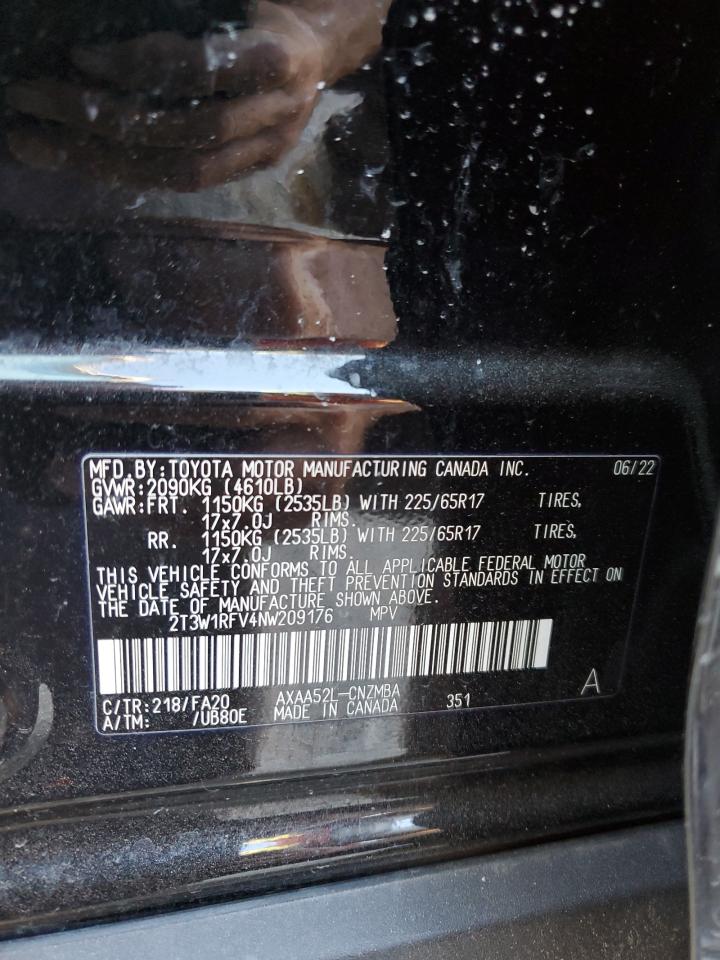 MFD.BY:TOYOTA MOTOR MANUFACTURING CANADA INC. 06/22
GVWR:2090KG (4610LB)
GAWR:FRT. 1150KG (2535LB) WITH 225/65R17 TIRES,
17x7.0J RIMS.
RR. 1150KG (2535LB) WITH 225/65R17 TIRES,
17x7.0J RIMS.
THIS VEHICLE CONFORMS TO ALL APPLICABLE FEDERAL MOTOR
VEHICLE SAFETY AND THEFT PREVENTION STANDARDS IN EFFECT ON
THE DATE OF MANUFACTURE SHOWN ABOVE.
2T3W1RFV4NW209176 MPV
C/TR:218/FA20 AXAA52L-CNZMBA 351 A
A/TM: /UB80E MADE IN CANADA